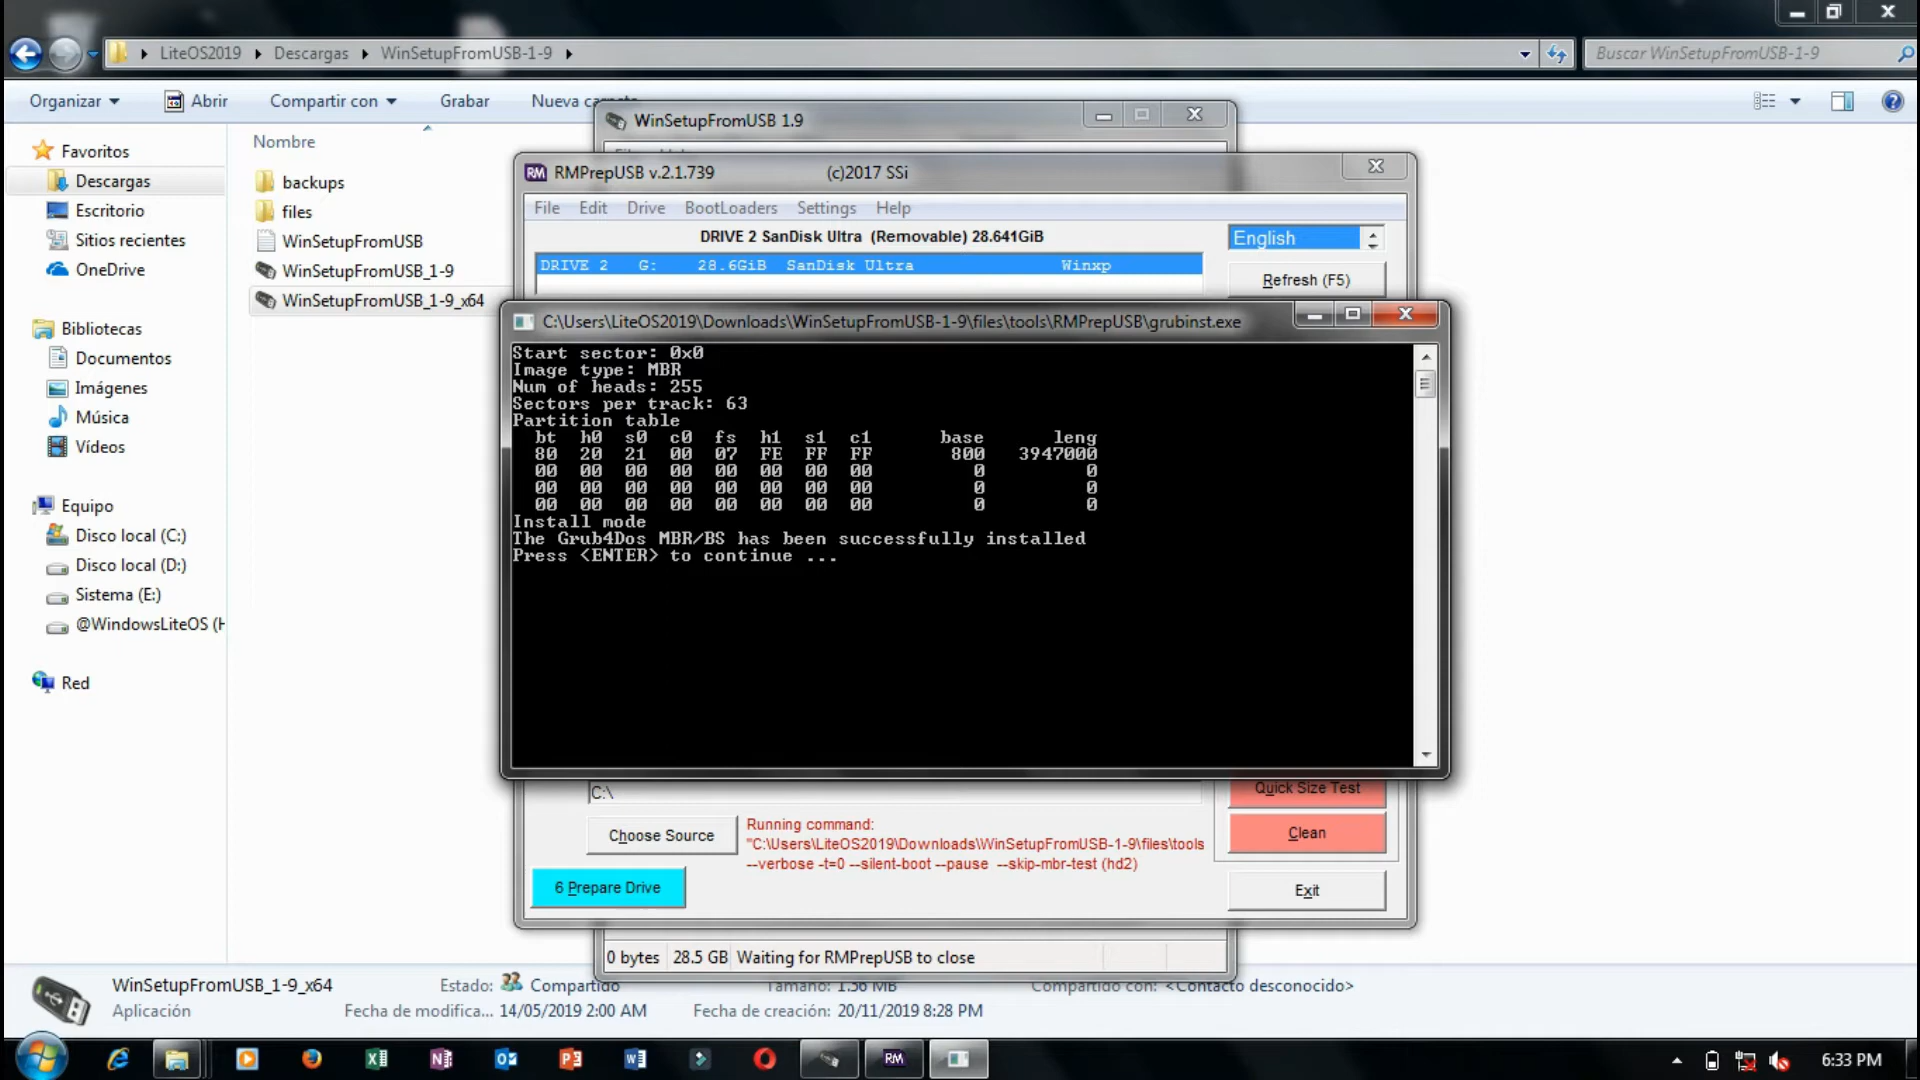 LiteOS2019 Descargas WinSetupFromUSB-1-9
Buscar WinSetupFromUSB-1-9
Organizar Abrir Compartir con Grabar Nueva
Favoritos
Descargas
Escritorio
Sitios recientes
OneDrive
Bibliotecas
Documentos
Imágenes
Música
Vídeos
Equipo
Disco local (C:)
Disco local (D:)
Sistema (E:)
@WindowsLiteOS (H
Red
Nombre
backups
files
WinSetupFromUSB
WinSetupFromUSB_1-9
WinSetupFromUSB_1-9_x64
WinSetupFromUSB 1.9
RM RMPrepUSB v.2.1.739 (c)2017 SSi
File Edit Drive BootLoaders Settings Help
DRIVE 2 SanDisk Ultra (Removable) 28.641GiB
DRIVE 2 G: 28.6GiB SanDisk Ultra Winxp
English
Refresh (F5)
C:\Users\LiteOS2019\Downloads\WinSetupFromUSB-1-9\files\tools\RMPrepUSB\grubinst.exe
Start sector: 0x0
Image type: MBR
Num of heads: 255
Sectors per track: 63
Partition table
bt h0 s0 c0 fs h1 s1 c1 base leng
80 20 21 00 07 FE FF FF 800 3947000
00 00 00 00 00 00 00 00 0 0
00 00 00 00 00 00 00 00 0 0
00 00 00 00 00 00 00 00 0 0
Install mode
The Grub4Dos MBR/BS has been successfully installed
Press <ENTER> to continue ...
C:\
Quick Size Test
Choose Source
Running command:
"C:\Users\LiteOS2019\Downloads\WinSetupFromUSB-1-9\files\tools
--verbose -t=0 --silent-boot --pause --skip-mbr-test (hd2)
Clean
6 Prepare Drive
Exit
0 bytes 28.5 GB Waiting for RMPrepUSB to close
WinSetupFromUSB_1-9_x64 Estado: Compartido Tamaño: 1.56 MB Compartido con: <Contacto desconocido>
Aplicación Fecha de modifica... 14/05/2019 2:00 AM Fecha de creación: 20/11/2019 8:28 PM
RM
6:33 PM